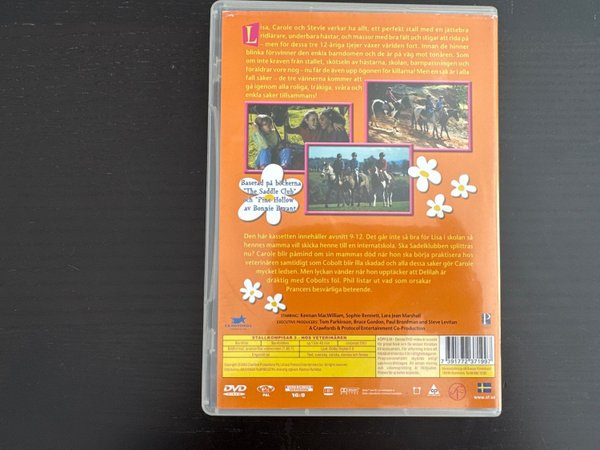 Lisa, Carole och Stevie verkar ha allt: ett perfekt stall med en jättebra
ridlärare, underbara hästar, och massor med bra fält och stigar att rida på
– men för dessa tre 12-åriga tjejer växer världen fort. Innan de hinner
blinka försvinner den enkla barndomen och de är på väg mot tonåren. Som
om inte kraven från stallet, skötseln av hästarna, skolan, barnpassningen och
föräldrar vore nog – nu får de även upp ögonen för killarna! Men en sak är i alla
fall säker – de tre vännerna kommer att
gå igenom alla roliga, tråkiga, svåra och
enkla saker tillsammans!
Baserad på böckerna
"The Saddle Club"
och "Pine Hollow"
av Bonnie Bryant
Den här kassetten innehåller avsnitt 9-12. Det går inte så bra för Lisa i skolan så
hennes mamma vill skicka henne till en internatskola. Ska Sadelklubben splittras
nu? Carole blir påmind om sin mammas död när hon ska börja praktisera hos
veterinären samtidigt som Cobolt blir illa skadad och alla dessa saker gör Carole
mycket ledsen. Men lyckan vänder när hon upptäcker att Delilah är
dräktig med Cobolts föl. Phil listar ut vad som orsakar
Prancers besvärliga beteende.
STARRING: Keenan MacWilliam, Sophie Bennett, Lara Jean Marshall
EXECUTIVE PRODUCERS: Tom Parkinson, Bruce Gordon, Paul Bronfman and Steve Levitan
A Crawfords & Protocol Entertainment Co-Production
STALLKOMPISAR 3 - HOS VETERINÄREN
DVD
PAL
16:9
SF
www.sf.se
7 391772 371997